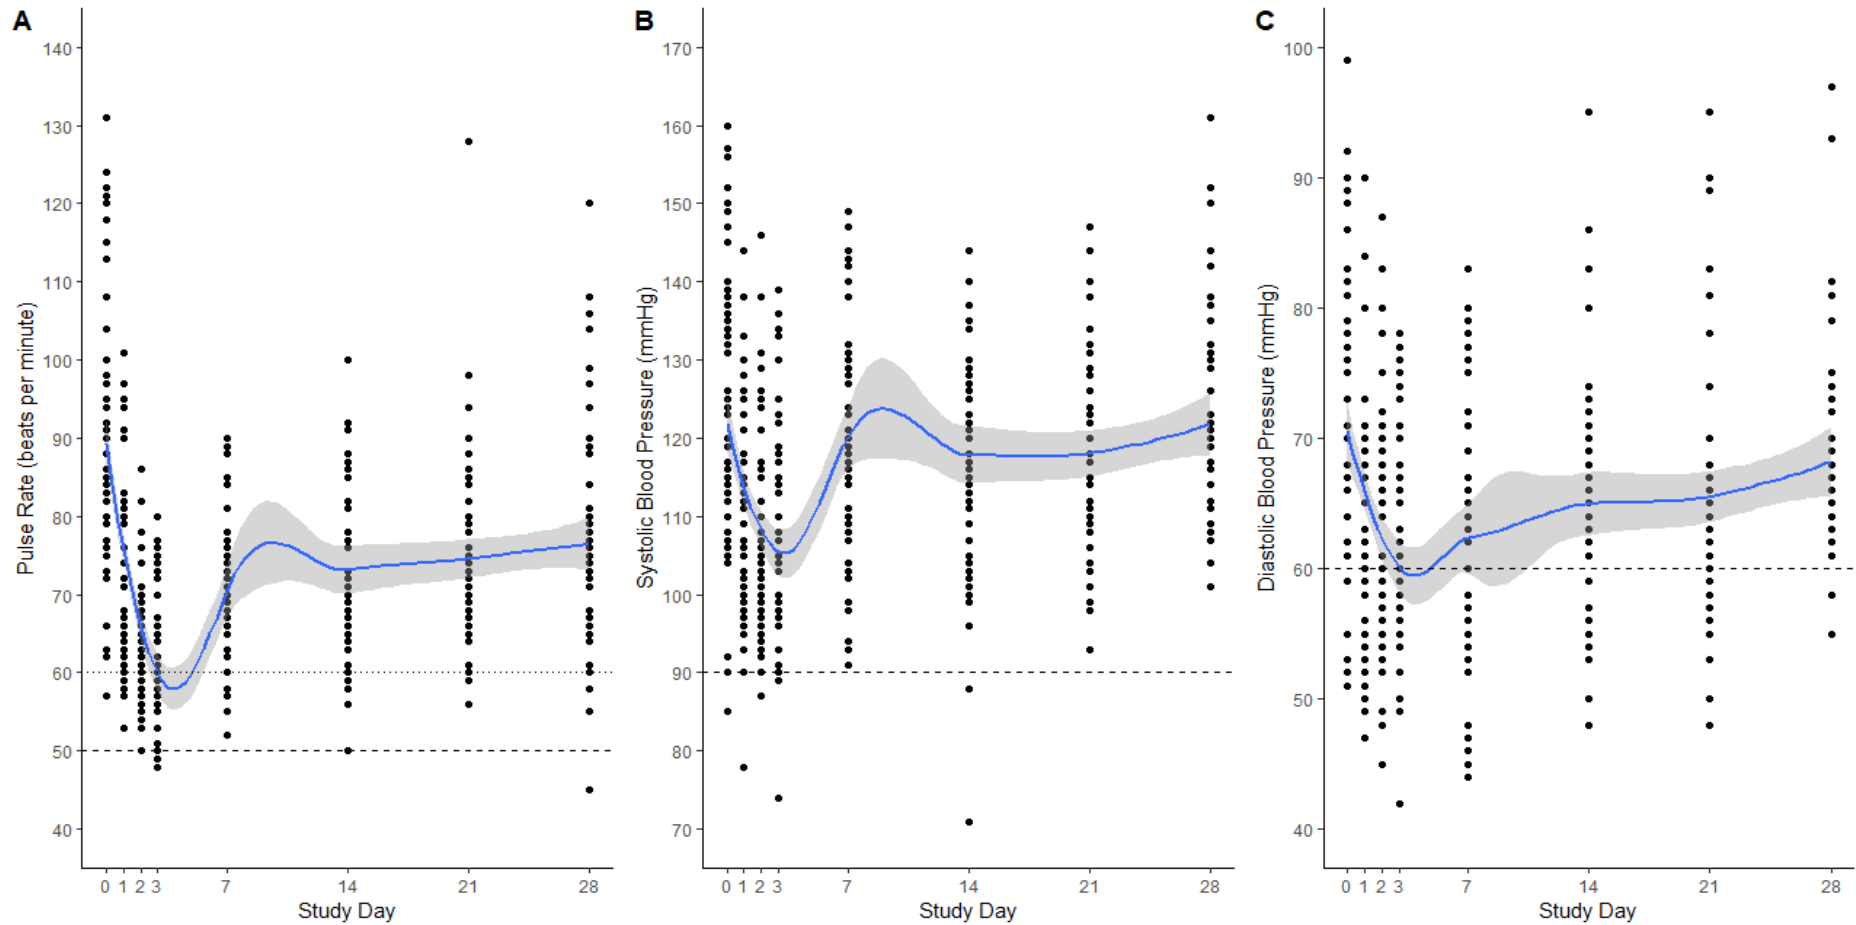 A
Pulse Rate (beats per minute)
140
130
120
110
100
90
80
70
60
50
40
0 1 2 3 7 14 21 28
Study Day
B
Systolic Blood Pressure (mmHg)
170
160
150
140
130
120
110
100
90
80
70
0 1 2 3 7 14 21 28
Study Day
C
Diastolic Blood Pressure (mmHg)
100
90
80
70
60
50
40
0 1 2 3 7 14 21 28
Study Day